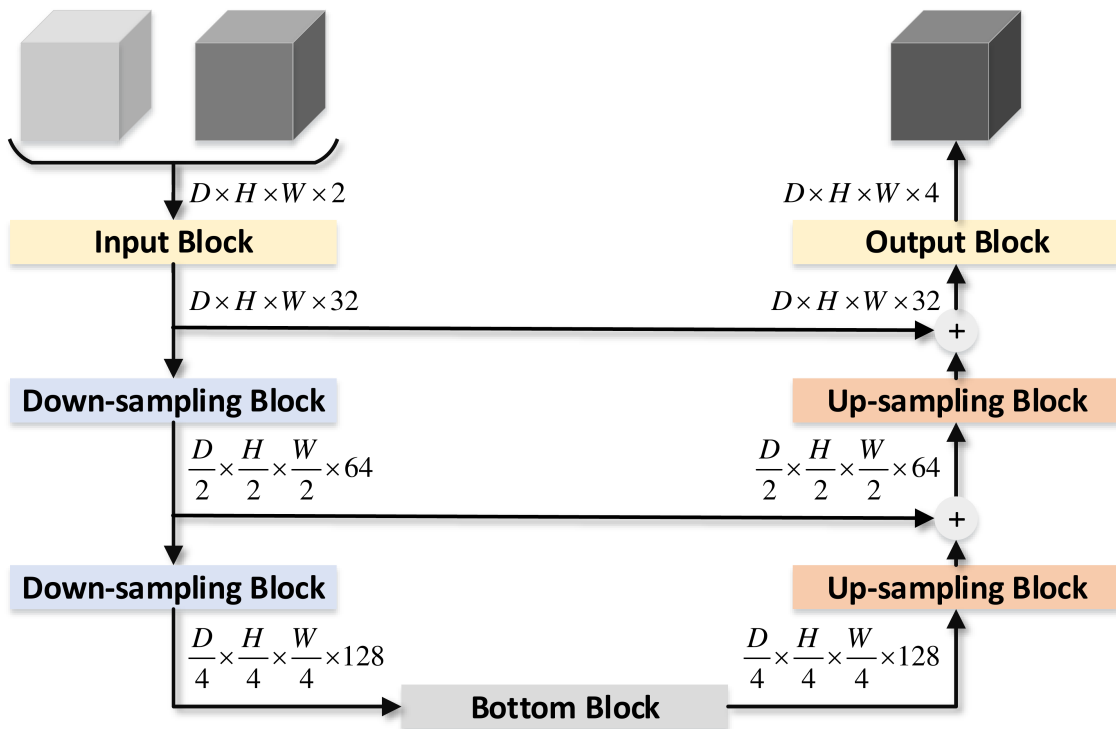 D×H×W×2
D×H×W×4
Input Block
Output Block
D×H×W×32
D×H×W×32
+
Down-sampling Block
Up-sampling Block
D/2×H/2×W/2×64
D/2×H/2×W/2×64
+
Down-sampling Block
Up-sampling Block
D/4×H/4×W/4×128
D/4×H/4×W/4×128
Bottom Block